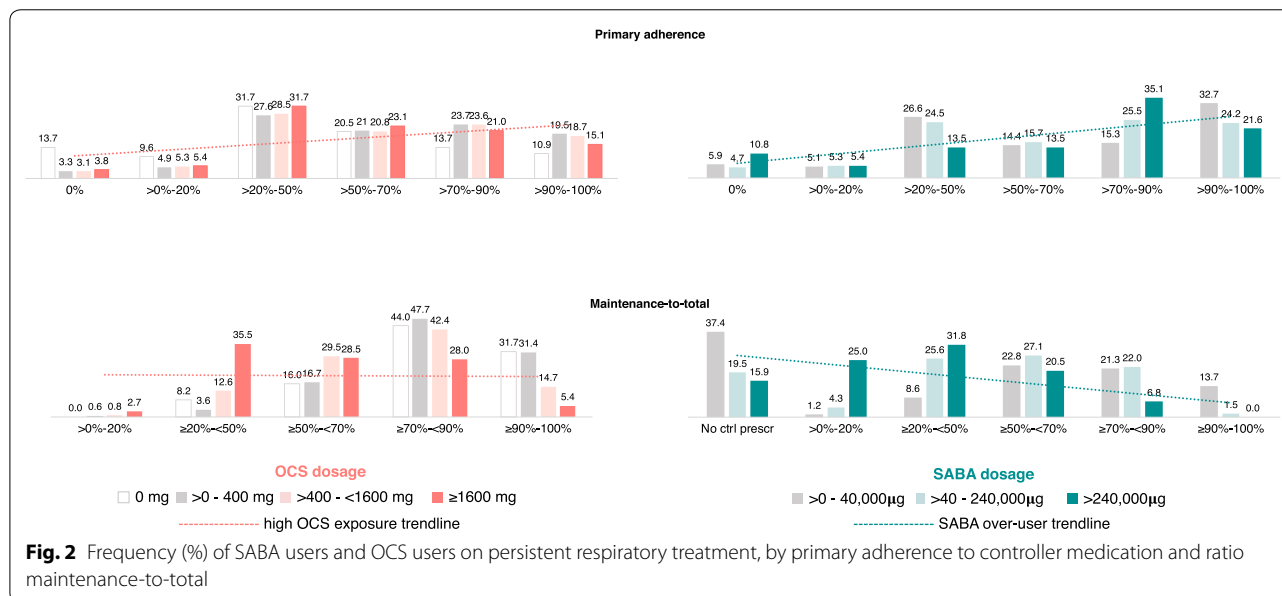 Primary adherence
13.7 3.3 3.1 3.8 9.6 4.9 5.3 5.4 31.7 27.6 28.5 31.7 20.5 21 20.8 23.1 13.7 23.7 23.6 21.0 10.9 19.5 18.7 15.1
0% >0%-20% >20%-50% >50%-70% >70%-90% >90%-100%
5.9 4.7 10.8 5.1 5.3 5.4 26.6 24.5 13.5 14.4 15.7 13.5 15.3 25.5 35.1 32.7 24.2 21.6
0% >0%-20% >20%-50% >50%-70% >70%-90% >90%-100%
Maintenance-to-total
0.0 0.6 0.8 2.7 8.2 3.6 12.6 35.5 16.0 16.7 29.5 28.5 44.0 47.7 42.4 28.0 31.7 31.4 14.7 5.4
>0%-20% ≥20%-<50% ≥50%-<70% ≥70%-<90% ≥90%-100%
37.4 19.5 15.9 1.2 4.3 25.0 8.6 25.6 31.8 22.8 27.1 20.5 21.3 22.0 6.8 13.7 1.5 0.0
No ctrl prescr >0%-20% ≥20%-<50% ≥50%-<70% ≥70%-<90% ≥90%-100%
OCS dosage
0 mg >0 - 400 mg >400 - <1600 mg ≥1600 mg
high OCS exposure trendline
SABA dosage
>0 - 40,000µg >40 - 240,000µg >240,000µg
SABA over-user trendline
Fig. 2 Frequency (%) of SABA users and OCS users on persistent respiratory treatment, by primary adherence to controller medication and ratio
maintenance-to-total